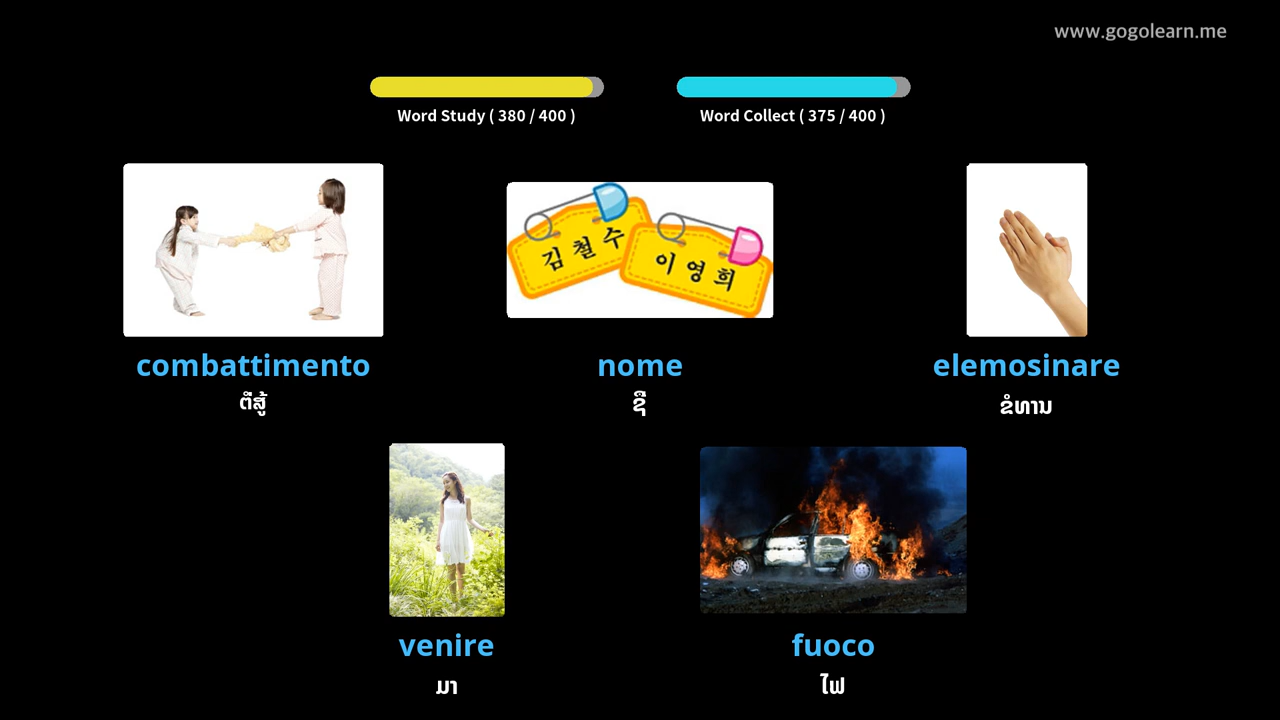 www.gogolearn.me
Word Study ( 380 / 400 )
Word Collect ( 375 / 400 )
김철수
이영희
combattimento
nome
elemosinare
ຕໍ່ສູ້
ຊື່
ຂໍທານ
venire
fuoco
ມາ
ໄຟ